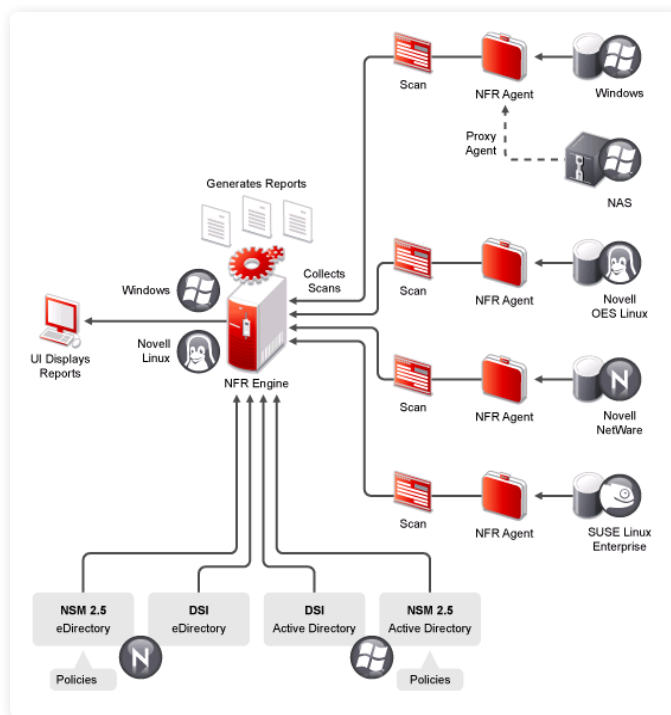 Scan
NFR Agent
Windows
Proxy
Agent
NAS
Generates Reports
Collects
Scans
Windows
Novell
Linux
NFR Engine
UI Displays
Reports
Scan
NFR Agent
Novell
OES Linux
Scan
NFR Agent
Novell
NetWare
Scan
NFR Agent
SUSE Linux
Enterprise
NSM 2.5
eDirectory
Policies
N
DSI
eDirectory
DSI
Active Directory
NSM 2.5
Active Directory
Policies
N